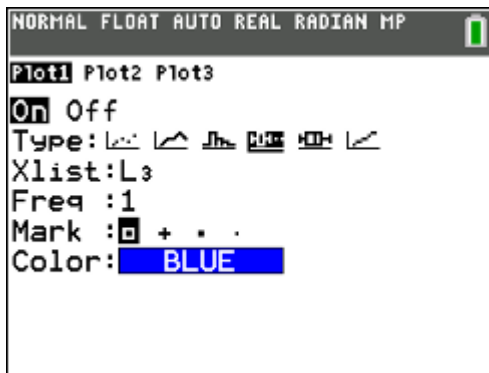 NORMAL FLOAT AUTO REAL RADIAN MP
Plot1 Plot2 Plot3
On Off
Type:
Xlist:L₃
Freq :1
Mark :
Color: BLUE